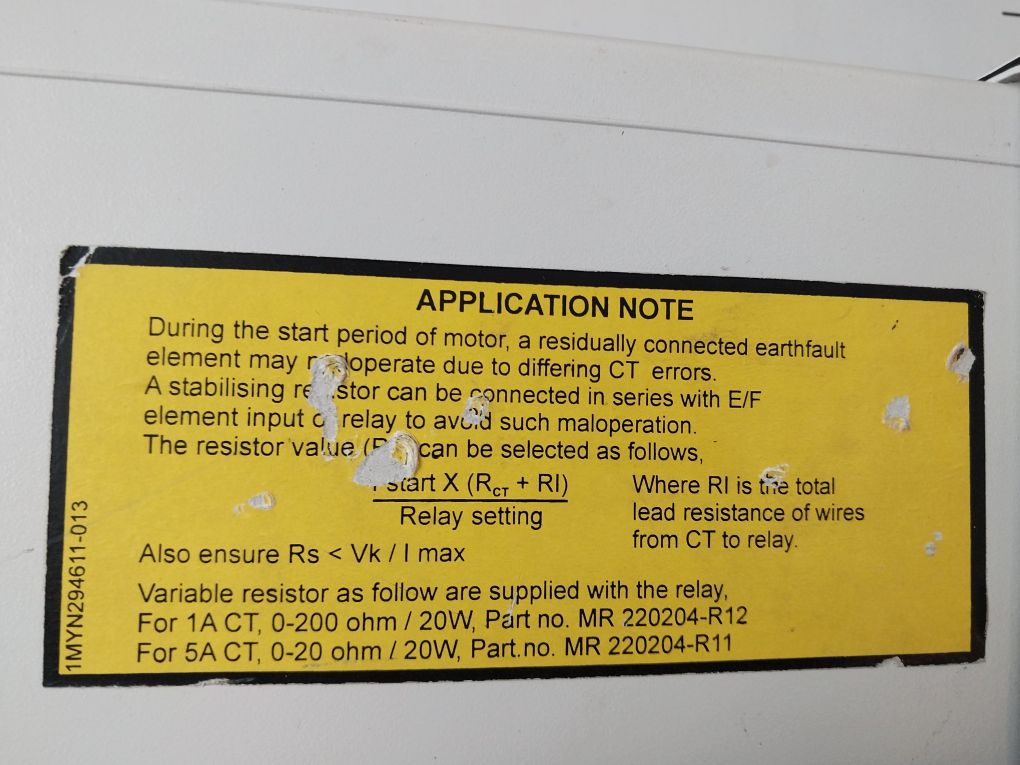 APPLICATION NOTE
During the start period of motor, a residually connected earthfault
element may operate due to differing CT errors.
A stabilising resistor can be connected in series with E/F
element input of relay to avoid such maloperation.
The resistor value can be selected as follows,
start X (RCT + RI)
Relay setting
Where RI is the total
lead resistance of wires
from CT to relay.
Also ensure Rs < Vk / I max
Variable resistor as follow are supplied with the relay,
For 1A CT, 0-200 ohm / 20W, Part no. MR 220204-R12
For 5A CT, 0-20 ohm / 20W, Part.no. MR 220204-R11
1MYN294611-013